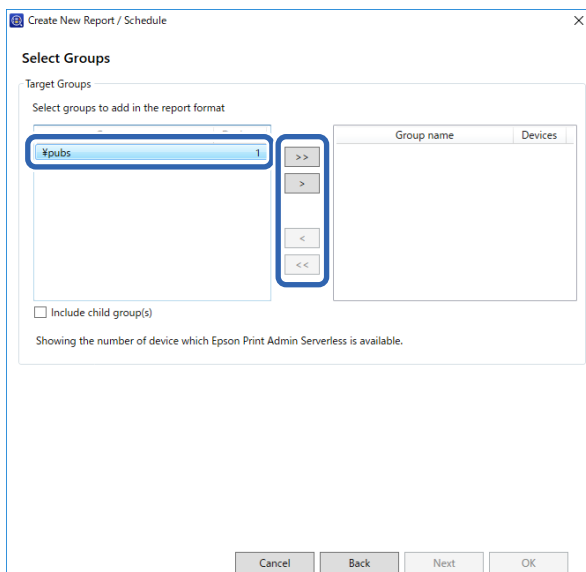 Create New Report / Schedule
Select Groups
Target Groups
Select groups to add in the report format
Group name Devices
¥pubs 1
>>
>
<
<<
Include child group(s)
Showing the number of device which Epson Print Admin Serverless is available.
Cancel Back Next OK